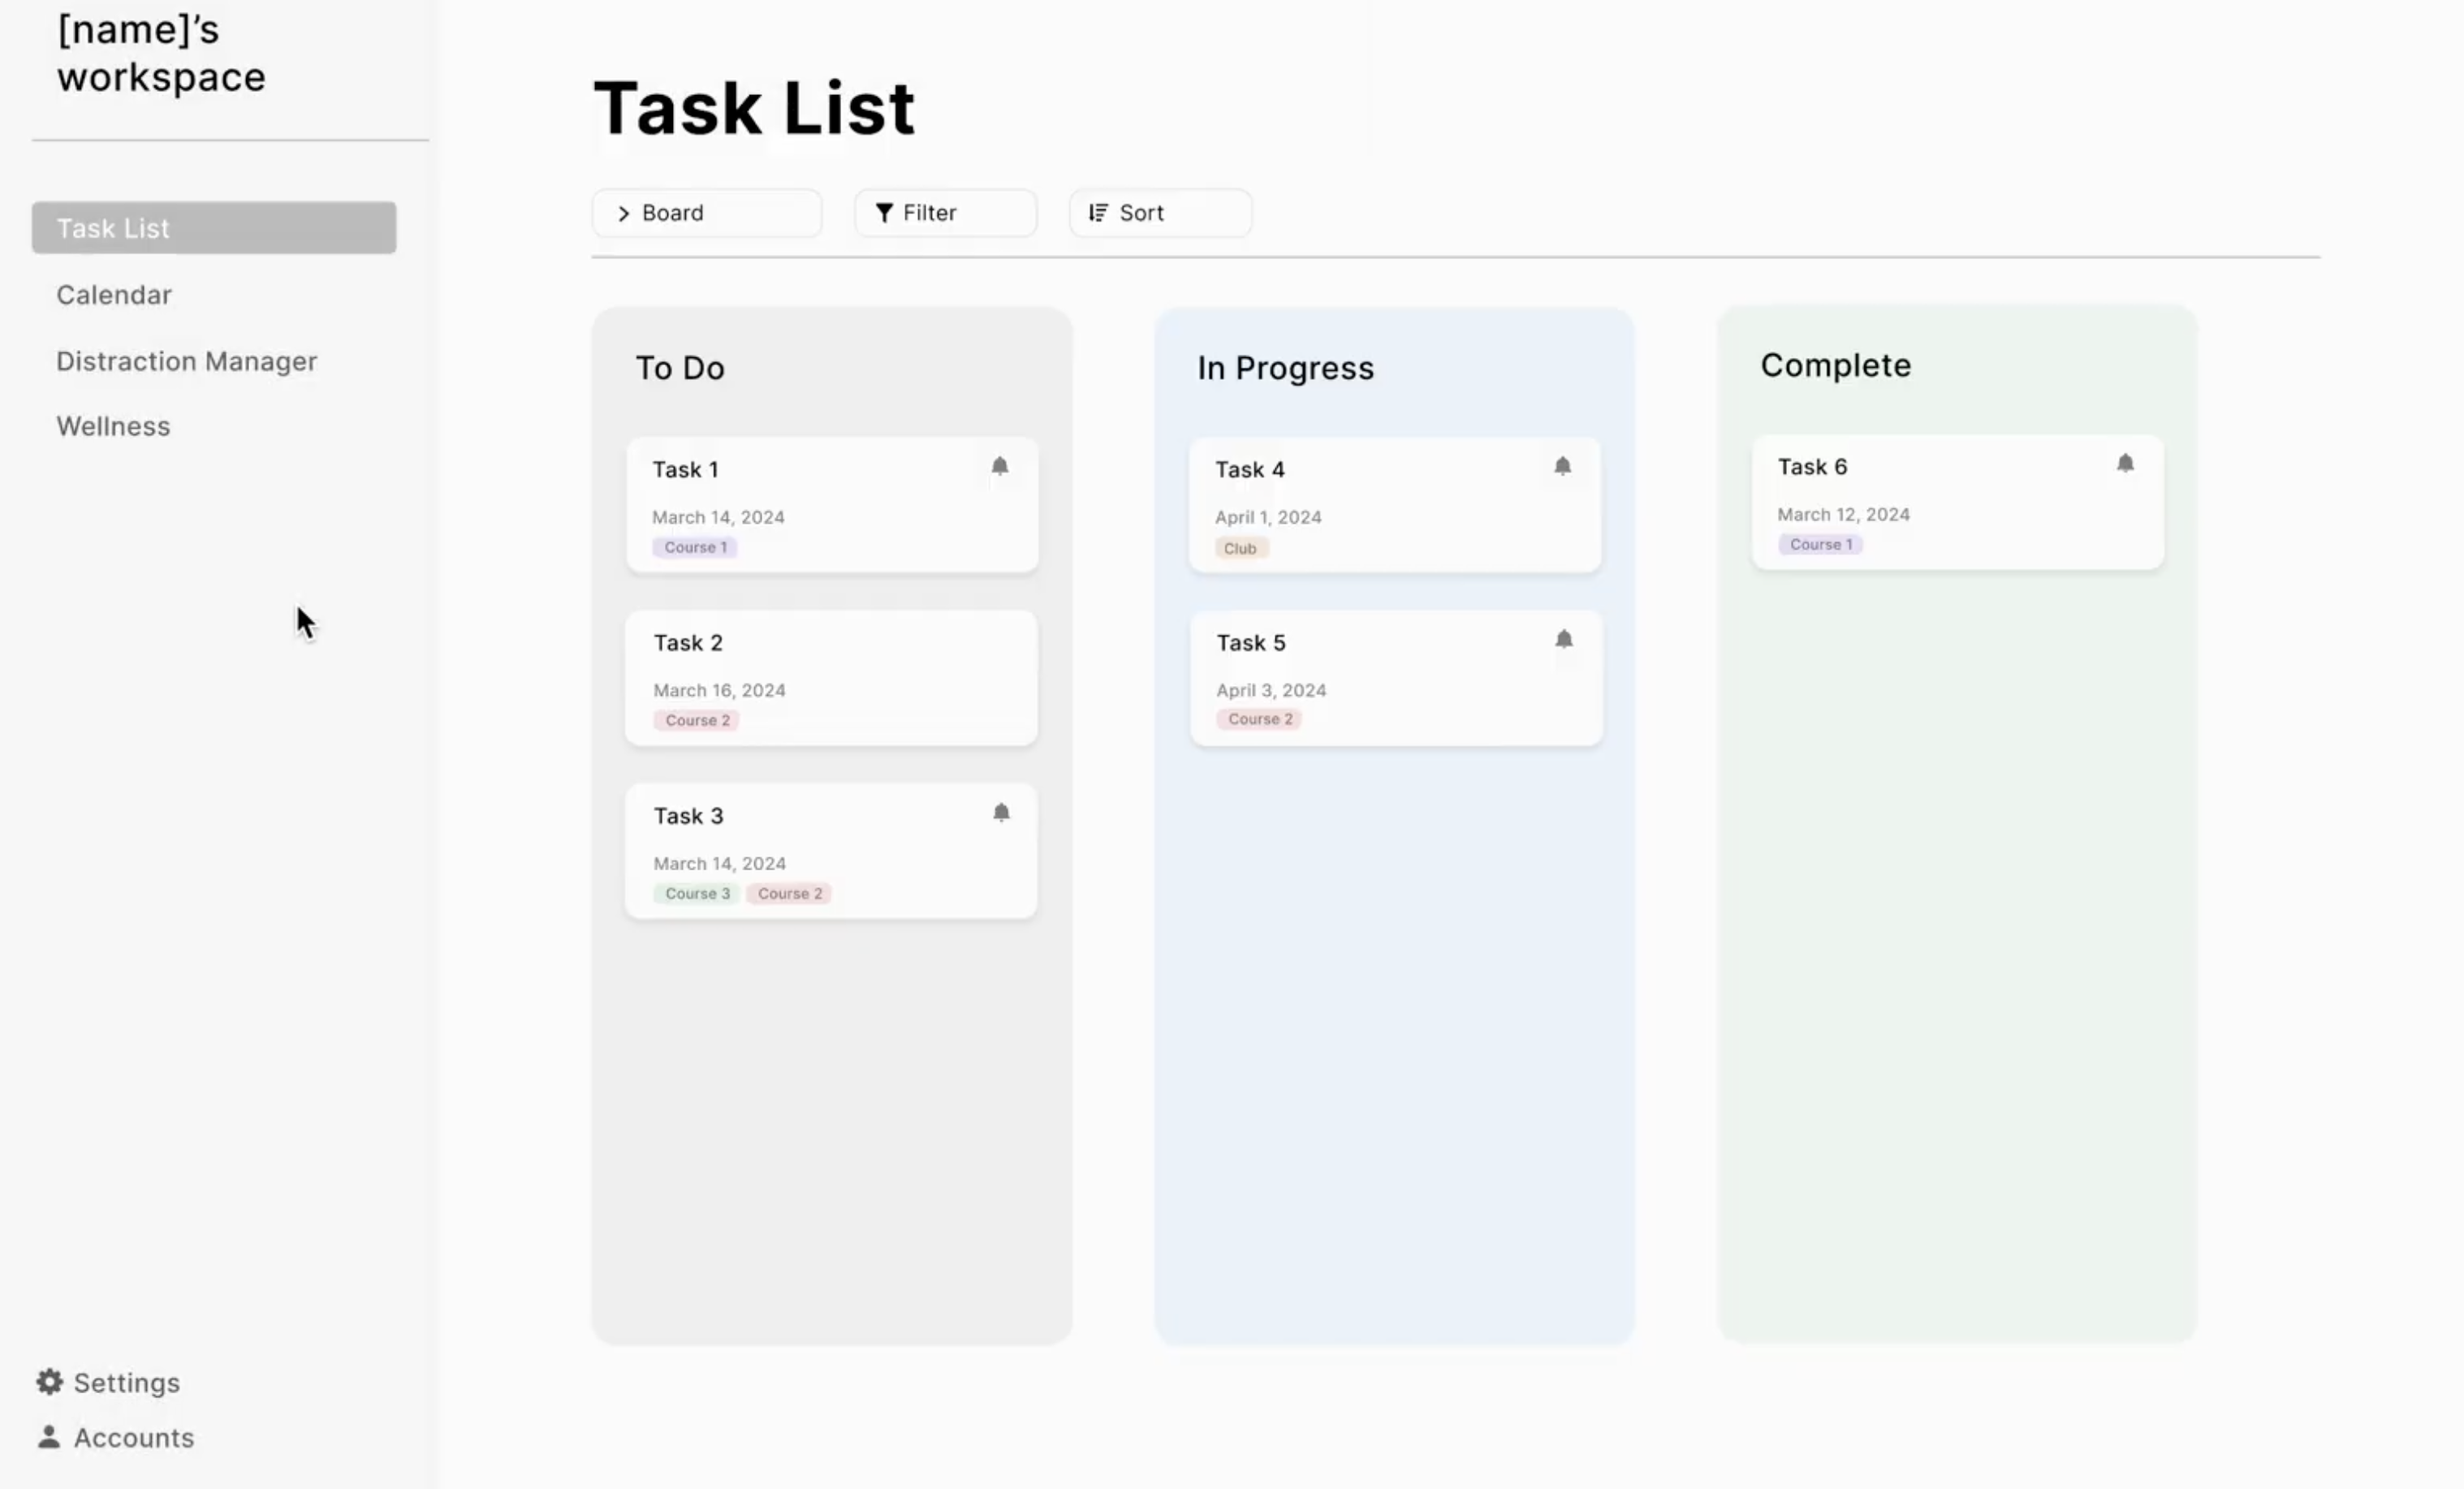 [name]’s
workspace
Task List
Calendar
Distraction Manager
Wellness
Settings
Accounts
Task List
Board
Filter
Sort
To Do
Task 1
March 14, 2024
Course 1
Task 2
March 16, 2024
Course 2
Task 3
March 14, 2024
Course 3 Course 2
In Progress
Task 4
April 1, 2024
Club
Task 5
April 3, 2024
Course 2
Complete
Task 6
March 12, 2024
Course 1